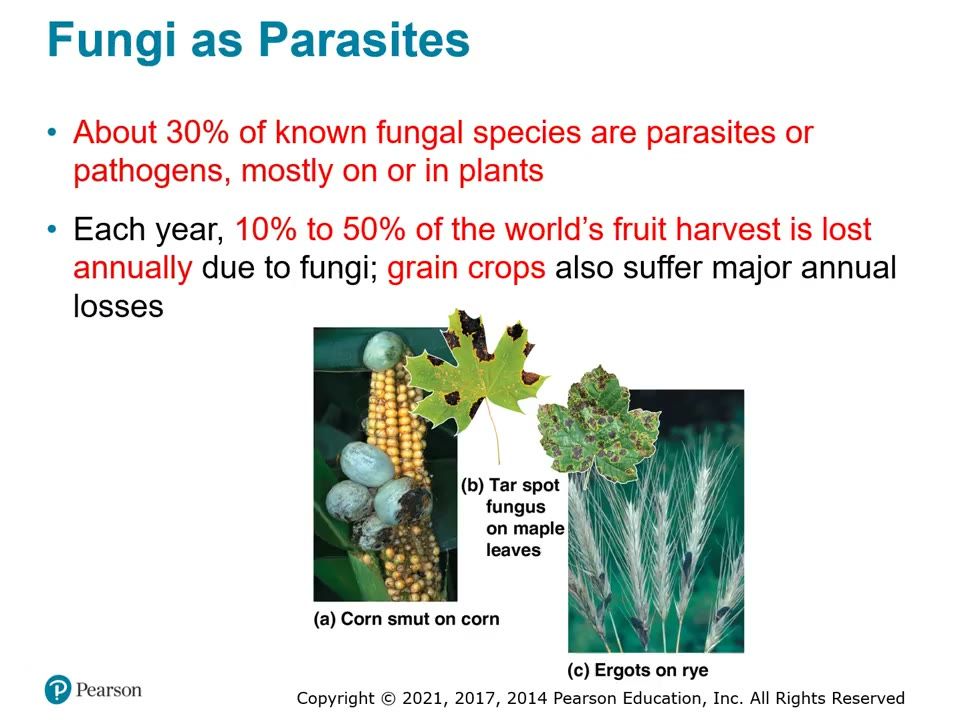 Fungi as Parasites
• About 30% of known fungal species are parasites or
pathogens, mostly on or in plants
• Each year, 10% to 50% of the world’s fruit harvest is lost
annually due to fungi; grain crops also suffer major annual
losses
(b) Tar spot
fungus
on maple
leaves
(a) Corn smut on corn
(c) Ergots on rye
P Pearson
Copyright © 2021, 2017, 2014 Pearson Education, Inc. All Rights Reserved